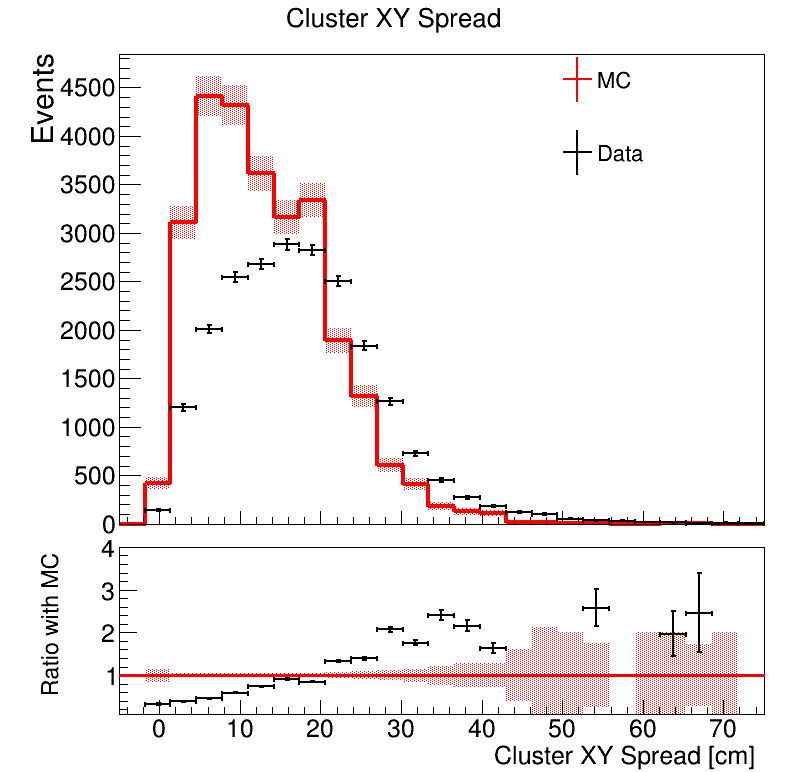 Cluster XY Spread
Events
4500
4000
3500
3000
2500
2000
1500
1000
500
0
MC
Data
Ratio with MC
4
3
2
1
0 10 20 30 40 50 60 70
Cluster XY Spread [cm]